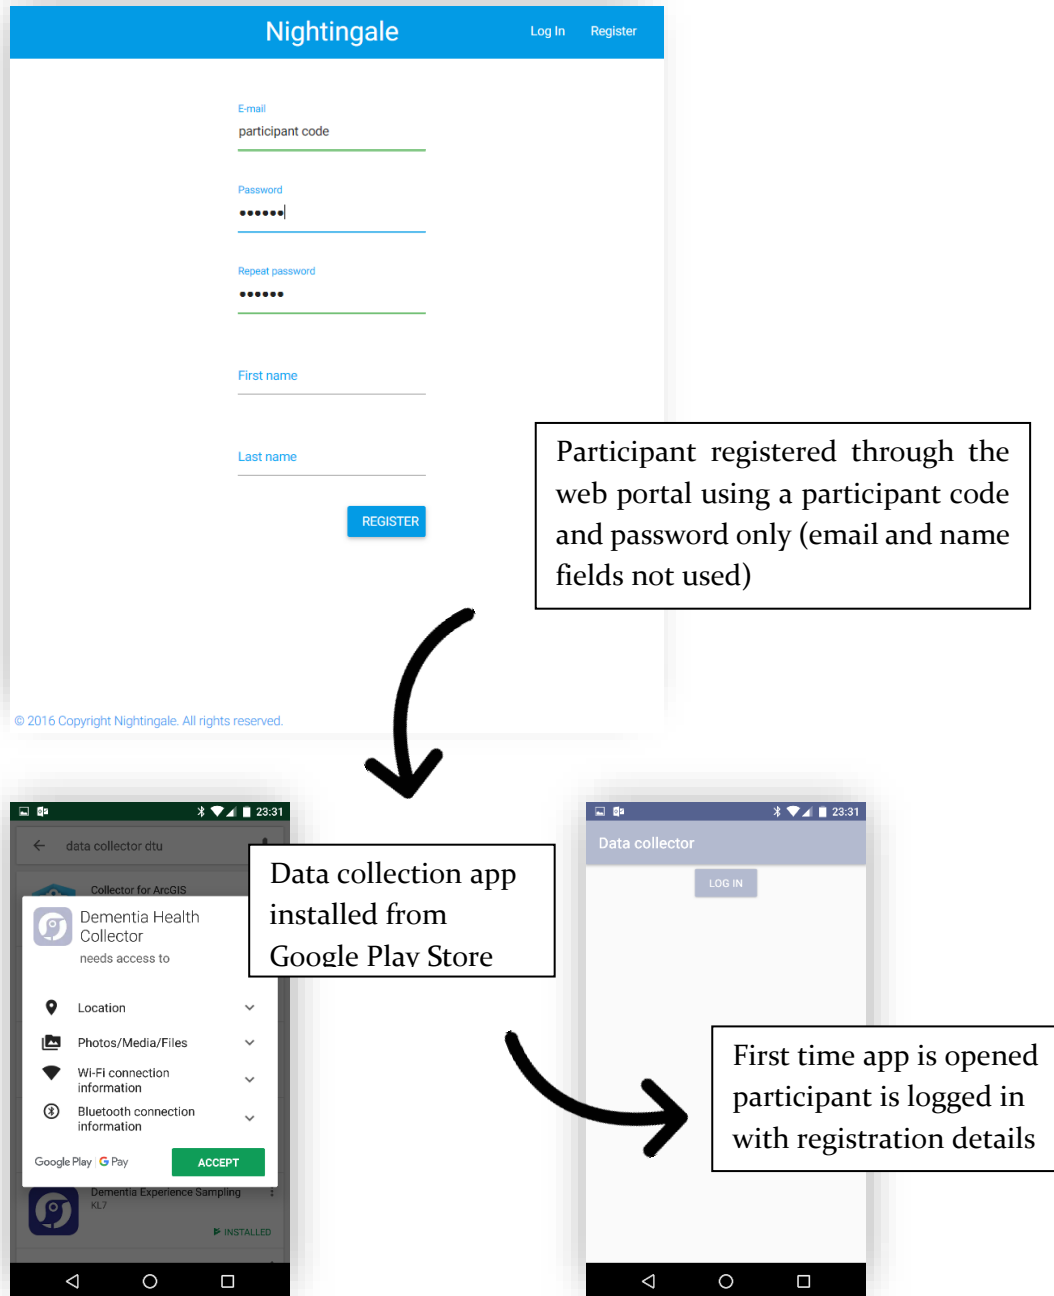 Nightingale
Log In
Register
E-mail
participant code
Password
Repeat password
First name
Last name
REGISTER
Participant registered through the
web portal using a participant code
and password only (email and name
fields not used)
© 2016 Copyright Nightingale. All rights reserved.
23:31
data collector dtu
Collector for ArcGIS
Dementia Health
Collector
needs access to
Location
Photos/Media/Files
Wi-Fi connection
information
Bluetooth connection
information
Google Play | G Pay
ACCEPT
Dementia Experience Sampling
KL7
INSTALLED
Data collection app
installed from
Google Play Store
23:31
Data collector
LOG IN
First time app is opened
participant is logged in
with registration details